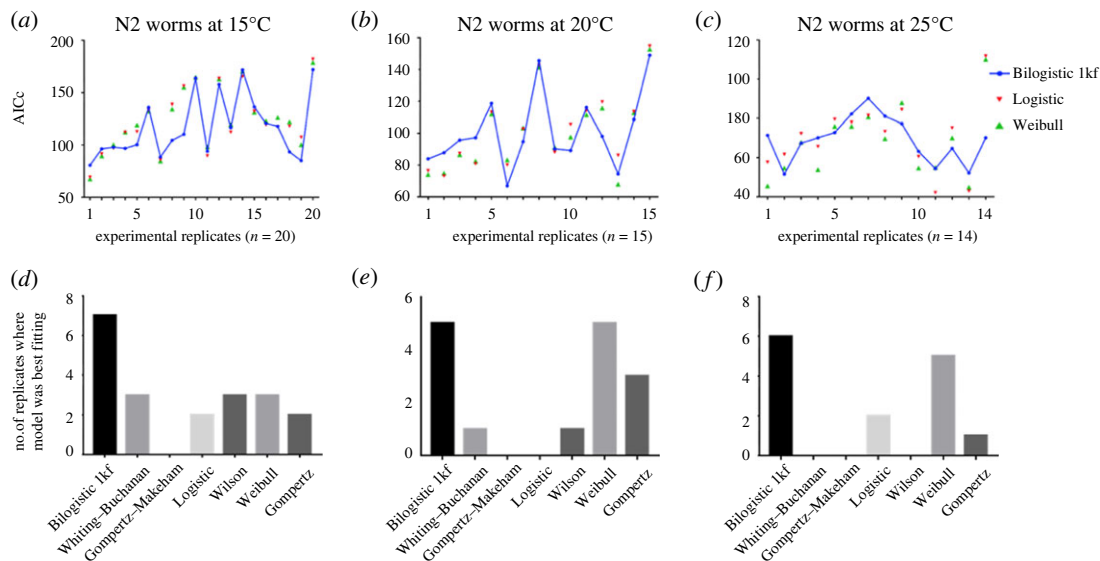 (a) N2 worms at 15°C
200
150
100
50
AICc
1 5 10 15 20
experimental replicates (n = 20)
(b) N2 worms at 20°C
160
140
120
100
80
60
1 5 10 15
experimental replicates (n = 15)
(c) N2 worms at 25°C
120
100
180
60
40
1 5 10 14
experimental replicates (n = 14)
Bilogistic 1kf
Logistic
Weibull
(d)
8
6
4
2
0
no.of replicates where
model was best fitting
Bilogistic 1kf
Whiting–Buchanan
Gompertz–Makeham
Logistic
Wilson
Weibull
Gompertz
(e)
6
4
2
0
Bilogistic 1kf
Whiting–Buchanan
Gompertz–Makeham
Logistic
Wilson
Weibull
Gompertz
(f)
8
6
4
2
0
Bilogistic 1kf
Whiting–Buchanan
Gompertz–Makeham
Logistic
Wilson
Weibull
Gompertz